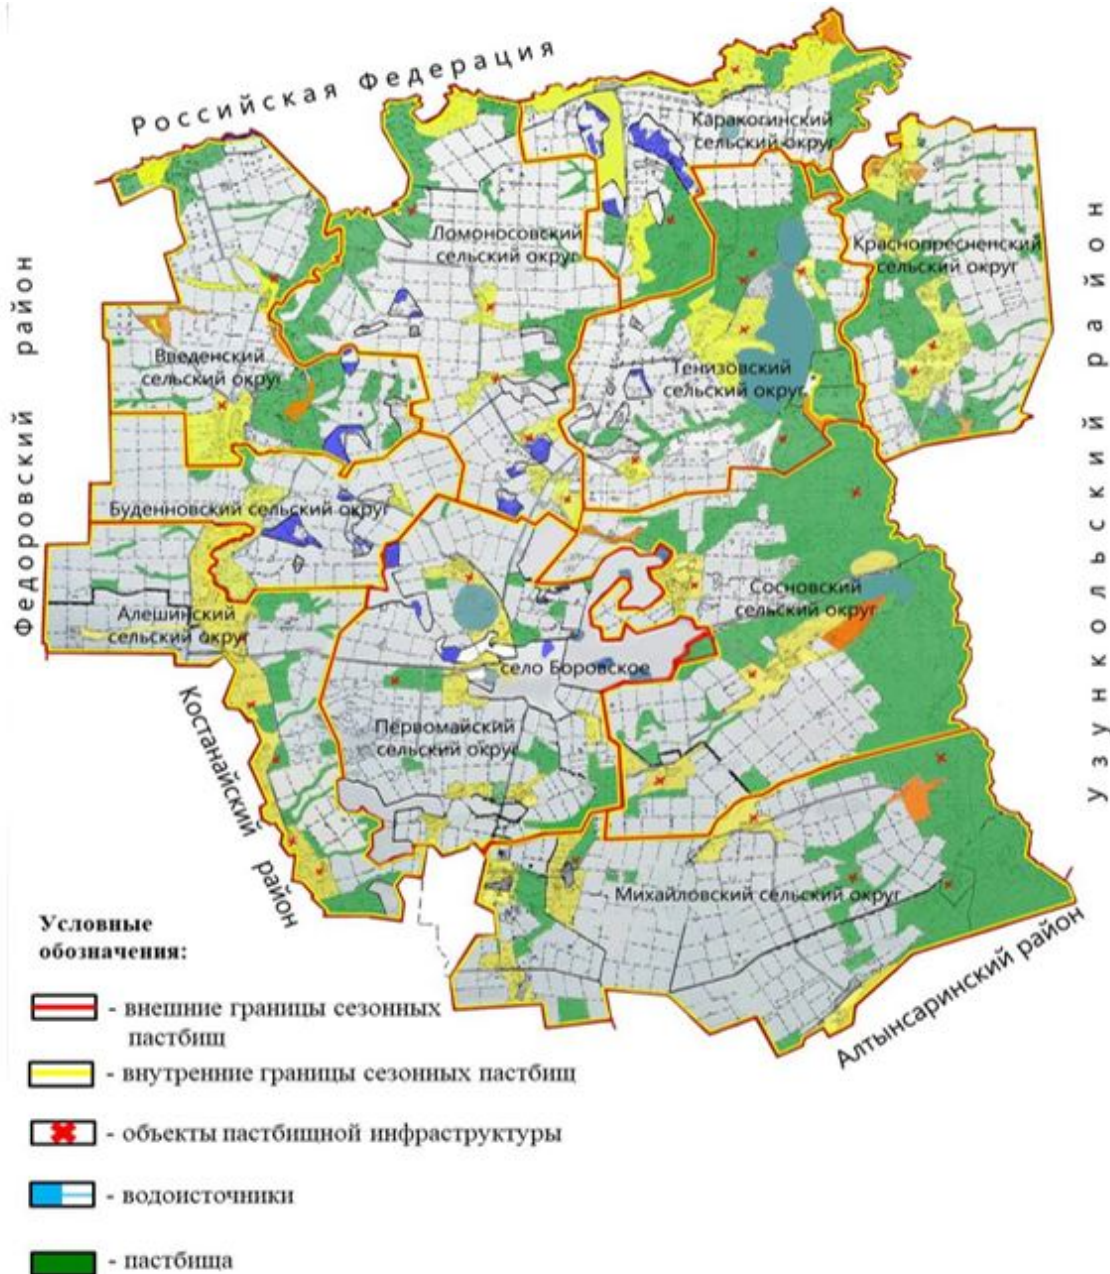 Российская Федерация
Каракогинский
сельский округ
Ломоносовский
сельский округ
Краснопресненский
сельский округ
Федоровский район
Узункольский район
Введенский
сельский округ
Тенизовский
сельский округ
Буденновский сельский округ
Алешинский
сельский округ
Сосновский
сельский округ
село Боровское
Первомайский
сельский округ
Костанайский район
Михайловский сельский округ
Алтынсаринский район
Условные
обозначения:
- внешние границы сезонных
пастбищ
- внутренние границы сезонных пастбищ
- объекты пастбищной инфраструктуры
- водоисточники
- пастбища